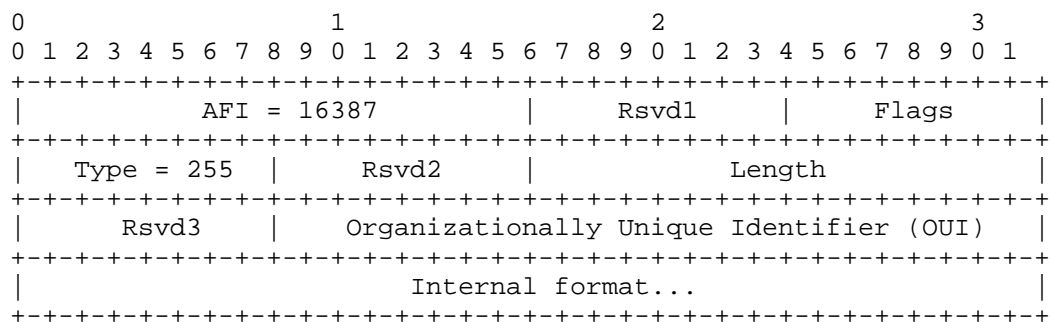 0                   1                   2                   3
0 1 2 3 4 5 6 7 8 9 0 1 2 3 4 5 6 7 8 9 0 1 2 3 4 5 6 7 8 9 0 1
+-+-+-+-+-+-+-+-+-+-+-+-+-+-+-+-+-+-+-+-+-+-+-+-+-+-+-+-+-+-+-+-+
|           AFI = 16387         |     Rsvd1     |     Flags     |
+-+-+-+-+-+-+-+-+-+-+-+-+-+-+-+-+-+-+-+-+-+-+-+-+-+-+-+-+-+-+-+-+
|   Type = 255  |     Rsvd2     |            Length             |
+-+-+-+-+-+-+-+-+-+-+-+-+-+-+-+-+-+-+-+-+-+-+-+-+-+-+-+-+-+-+-+-+
|      Rsvd3    |    Organizationally Unique Identifier (OUI)   |
+-+-+-+-+-+-+-+-+-+-+-+-+-+-+-+-+-+-+-+-+-+-+-+-+-+-+-+-+-+-+-+-+
|                        Internal format...                     |
+-+-+-+-+-+-+-+-+-+-+-+-+-+-+-+-+-+-+-+-+-+-+-+-+-+-+-+-+-+-+-+-+